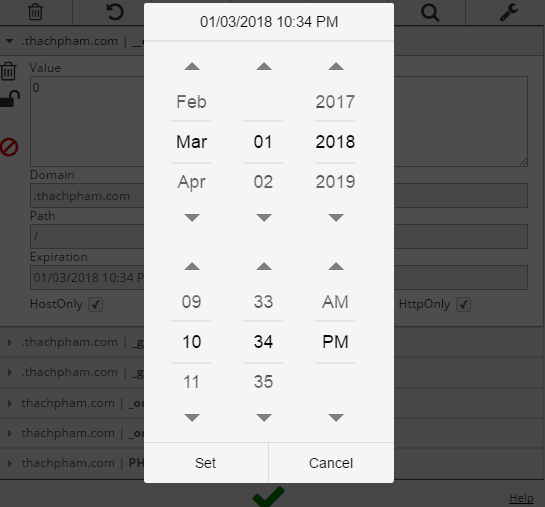 01/03/2018 10:34 PM
.thachpham.com |
Value
0
Feb 2017
Mar 01 2018
Apr 02 2019
Domain
.thachpham.com
Path
/
Expiration
01/03/2018 10:34 P
09 33 AM
HostOnly HttpOnly
10 34 PM
.thachpham.com | _g
11 35
.thachpham.com | _g
thachpham.com | _o
thachpham.com | _o
thachpham.com | PH
Set Cancel
Help